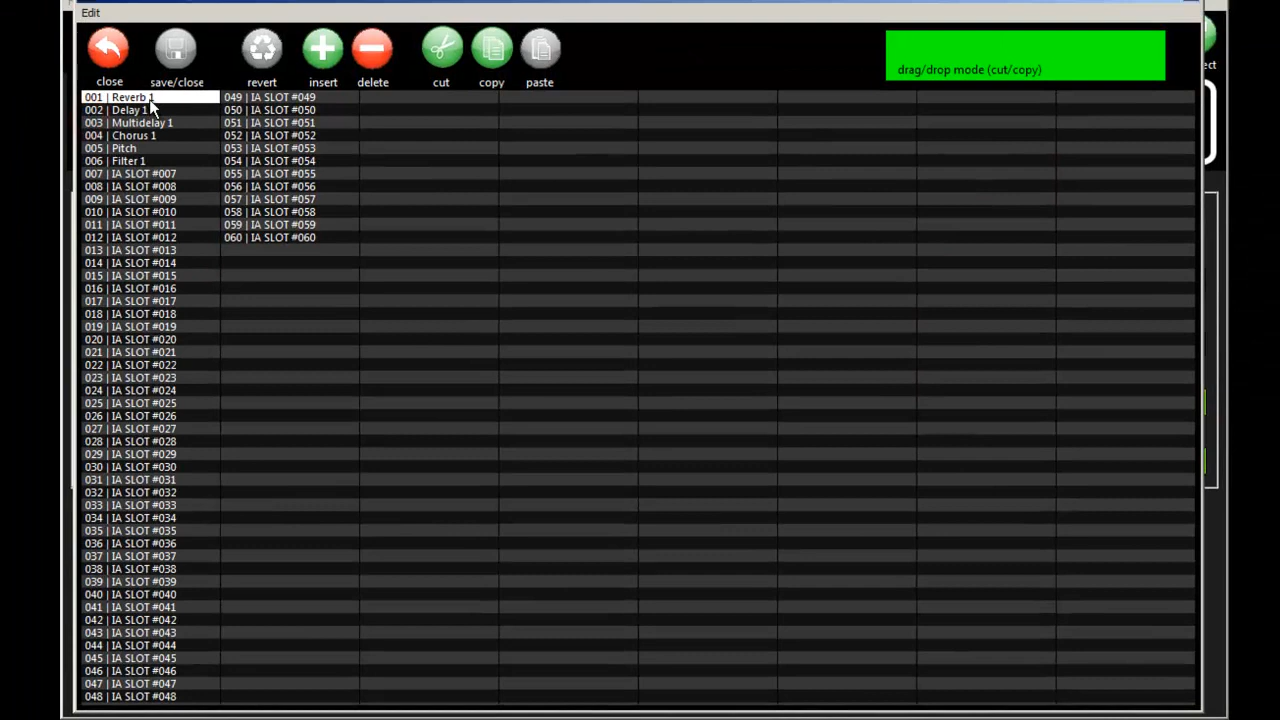 Edit
close save/close revert insert delete cut copy paste
drag/drop mode (cut/copy)
ect
001 | Reverb 1
002 | Delay 1
003 | Multidelay 1
004 | Chorus 1
005 | Pitch
006 | Filter 1
007 | IA SLOT #007
008 | IA SLOT #008
009 | IA SLOT #009
010 | IA SLOT #010
011 | IA SLOT #011
012 | IA SLOT #012
013 | IA SLOT #013
014 | IA SLOT #014
015 | IA SLOT #015
016 | IA SLOT #016
017 | IA SLOT #017
018 | IA SLOT #018
019 | IA SLOT #019
020 | IA SLOT #020
021 | IA SLOT #021
022 | IA SLOT #022
023 | IA SLOT #023
024 | IA SLOT #024
025 | IA SLOT #025
026 | IA SLOT #026
027 | IA SLOT #027
028 | IA SLOT #028
029 | IA SLOT #029
030 | IA SLOT #030
031 | IA SLOT #031
032 | IA SLOT #032
033 | IA SLOT #033
034 | IA SLOT #034
035 | IA SLOT #035
036 | IA SLOT #036
037 | IA SLOT #037
038 | IA SLOT #038
039 | IA SLOT #039
040 | IA SLOT #040
041 | IA SLOT #041
042 | IA SLOT #042
043 | IA SLOT #043
044 | IA SLOT #044
045 | IA SLOT #045
046 | IA SLOT #046
047 | IA SLOT #047
048 | IA SLOT #048
049 | IA SLOT #049
050 | IA SLOT #050
051 | IA SLOT #051
052 | IA SLOT #052
053 | IA SLOT #053
054 | IA SLOT #054
055 | IA SLOT #055
056 | IA SLOT #056
057 | IA SLOT #057
058 | IA SLOT #058
059 | IA SLOT #059
060 | IA SLOT #060